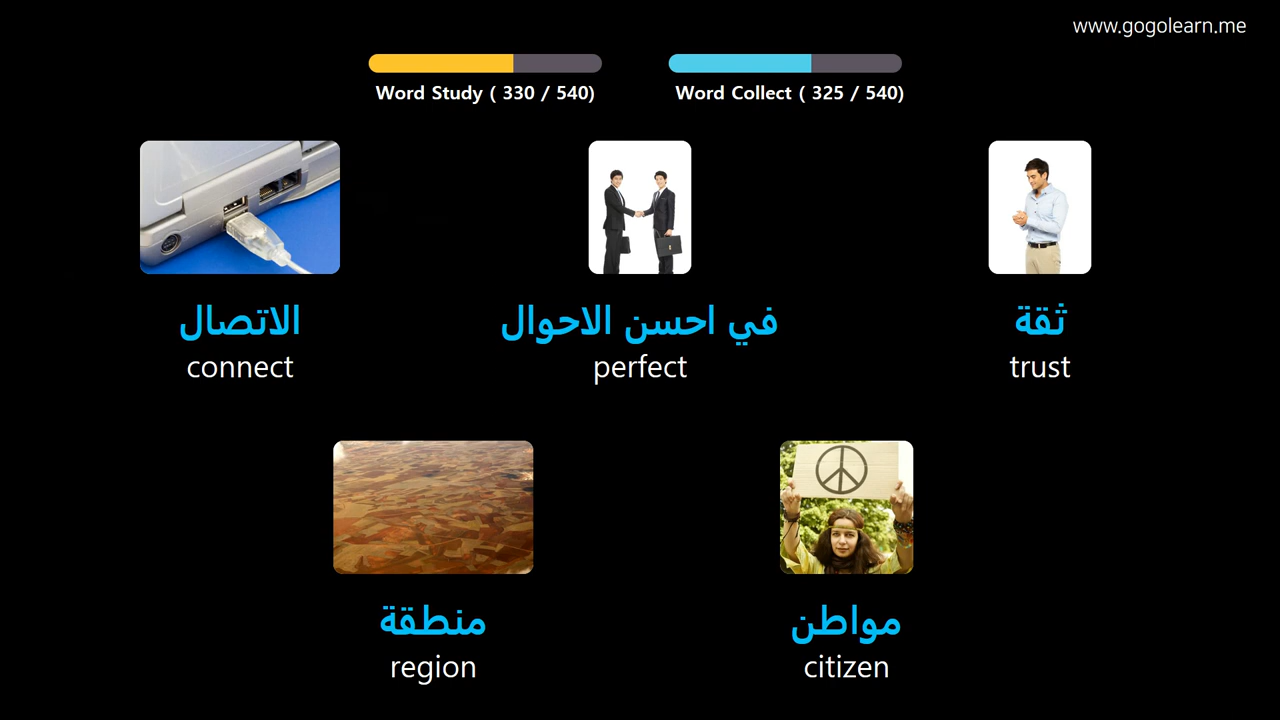 www.gogolearn.me
Word Study ( 330 / 540)
Word Collect ( 325 / 540)
الاتصال
connect
في احسن الاحوال
perfect
ثقة
trust
منطقة
region
مواطن
citizen